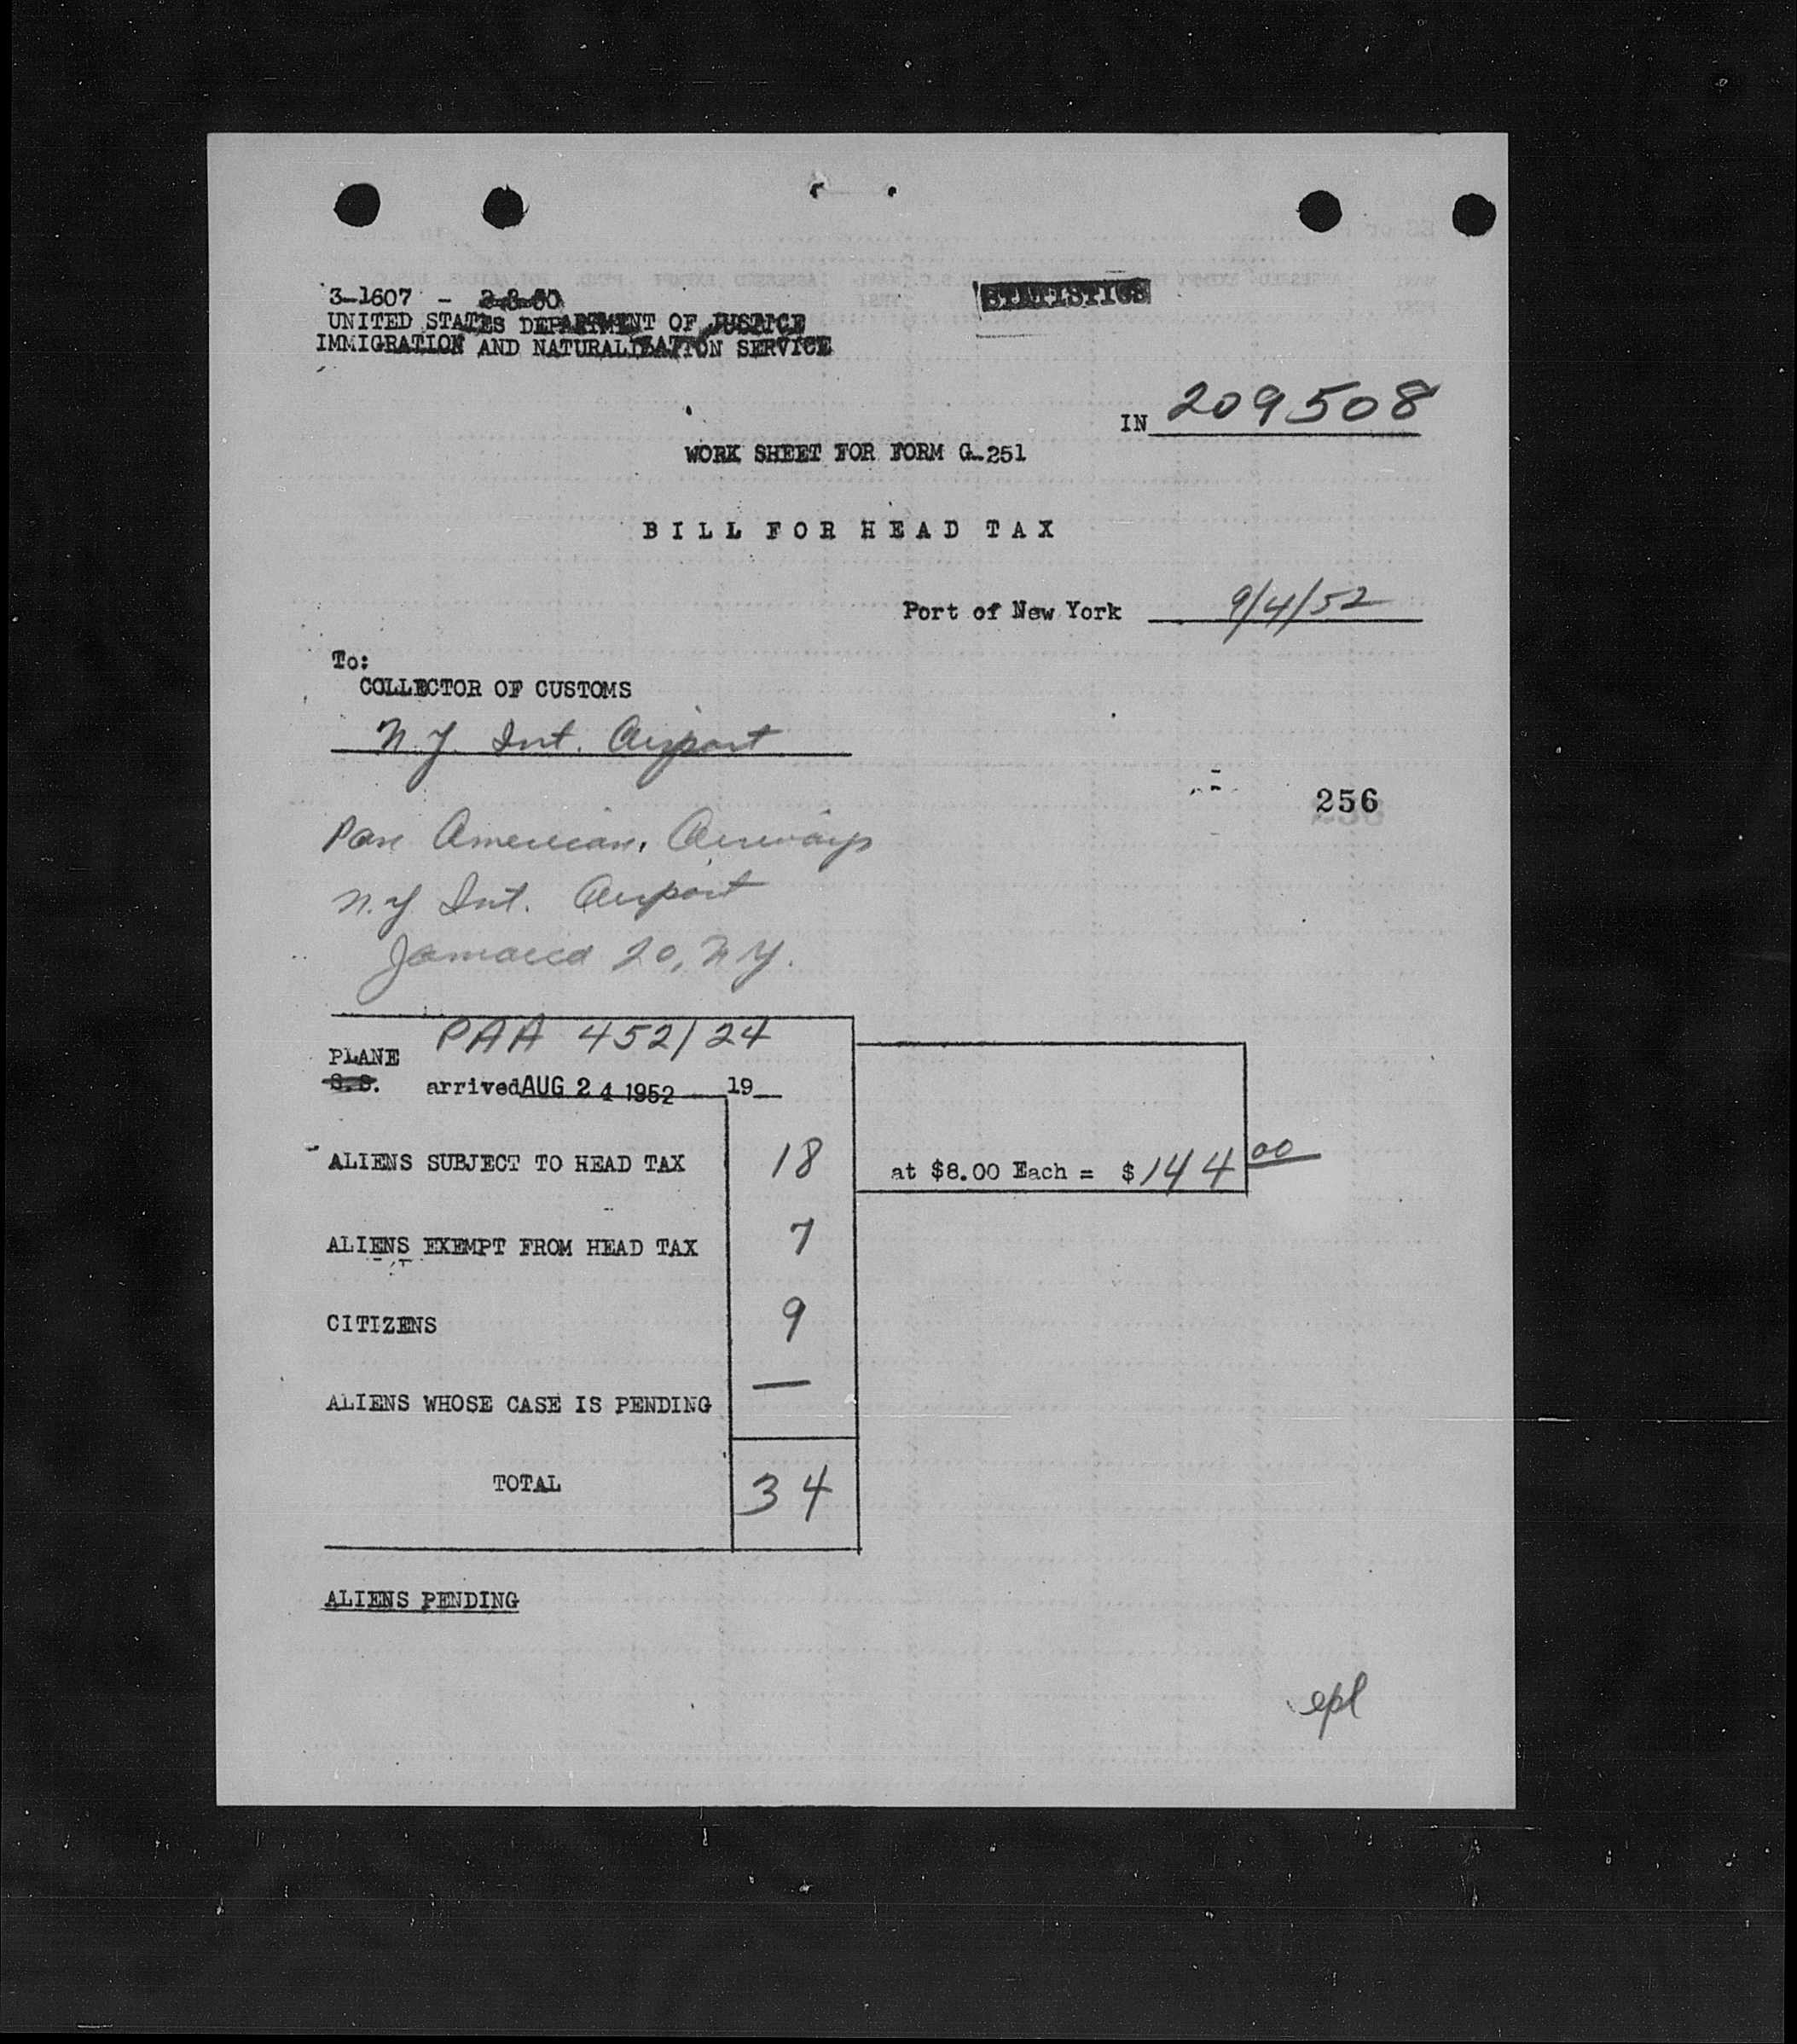 3-1607 - 2-8-50
STATISTICS
UNITED STATES DEPARTMENT OF JUSTICE
IMMIGRATION AND NATURALIZATION SERVICE
IN 209508
WORK SHEET FOR FORM G-251
BILL FOR HEAD TAX
Port of New York 9/4/52
To:
COLLECTOR OF CUSTOMS
N.Y. Int. Airport
256
Pan American Airways
N.Y. Int. Airport
Jamaica 20, N.Y.
PAA 452/24
PLANE
S.S. arrived AUG 24 1952 19
ALIENS SUBJECT TO HEAD TAX 18 at $8.00 Each = $144 00
ALIENS EXEMPT FROM HEAD TAX 7
CITIZENS 9
ALIENS WHOSE CASE IS PENDING —
TOTAL 34
ALIENS PENDING
epl